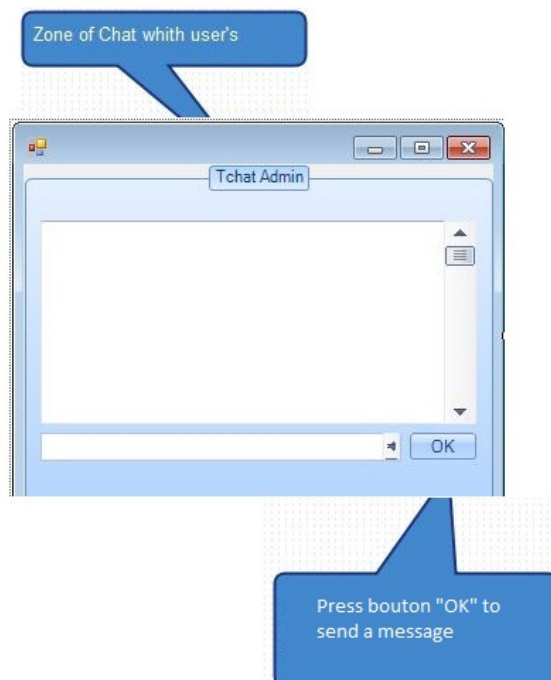 Zone of Chat whith user's
Tchat Admin
OK
Press bouton "OK" to
send a message